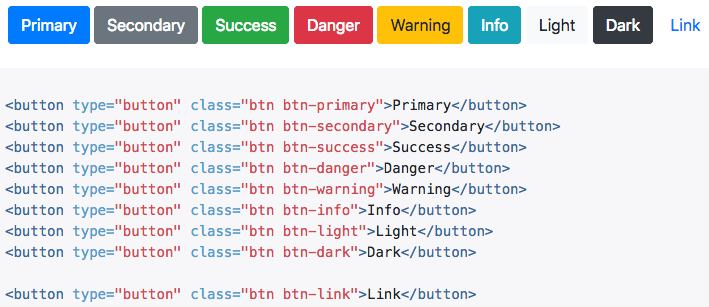 Primary Secondary Success Danger Warning Info Light Dark Link
<button type="button" class="btn btn-primary">Primary</button>
<button type="button" class="btn btn-secondary">Secondary</button>
<button type="button" class="btn btn-success">Success</button>
<button type="button" class="btn btn-danger">Danger</button>
<button type="button" class="btn btn-warning">Warning</button>
<button type="button" class="btn btn-info">Info</button>
<button type="button" class="btn btn-light">Light</button>
<button type="button" class="btn btn-dark">Dark</button>
<button type="button" class="btn btn-link">Link</button>